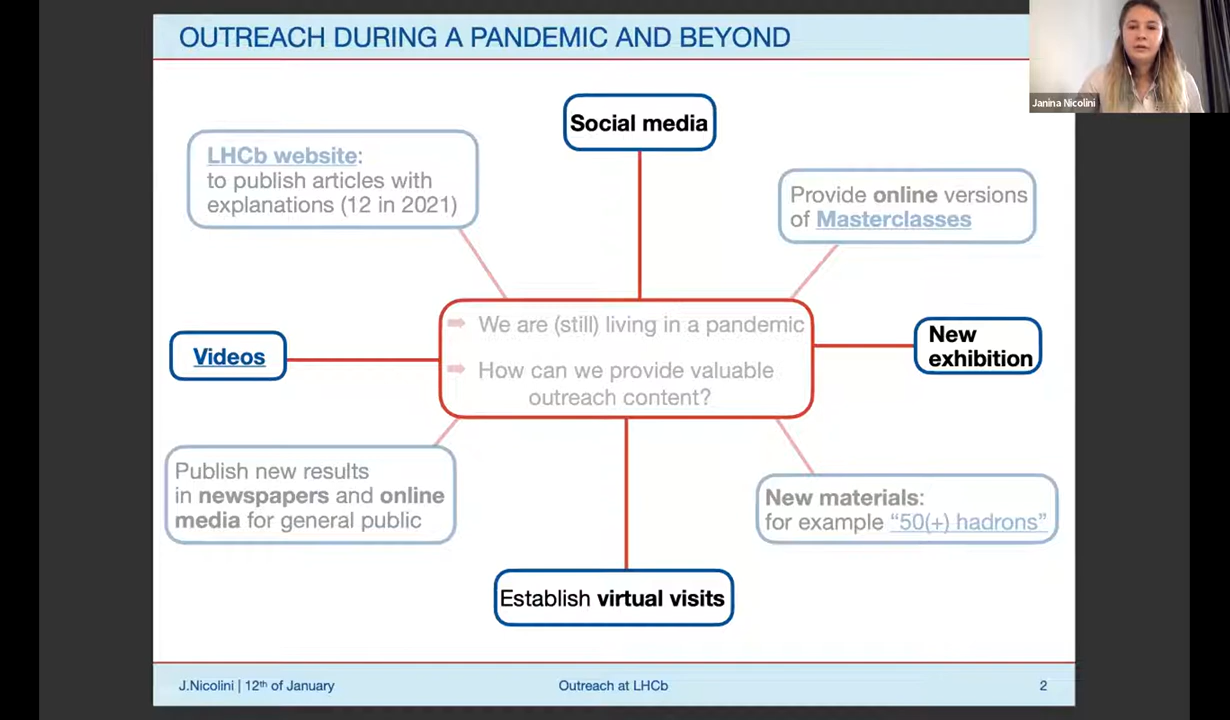 OUTREACH DURING A PANDEMIC AND BEYOND
Janina Nicolini
Social media
LHCb website:
to publish articles with
explanations (12 in 2021)
Provide online versions
of Masterclasses
➡ We are (still) living in a pandemic
➡ How can we provide valuable
outreach content?
Videos
New
exhibition
Publish new results
in newspapers and online
media for general public
New materials:
for example “50(+) hadrons”
Establish virtual visits
J.Nicolini | 12th of January
Outreach at LHCb
2